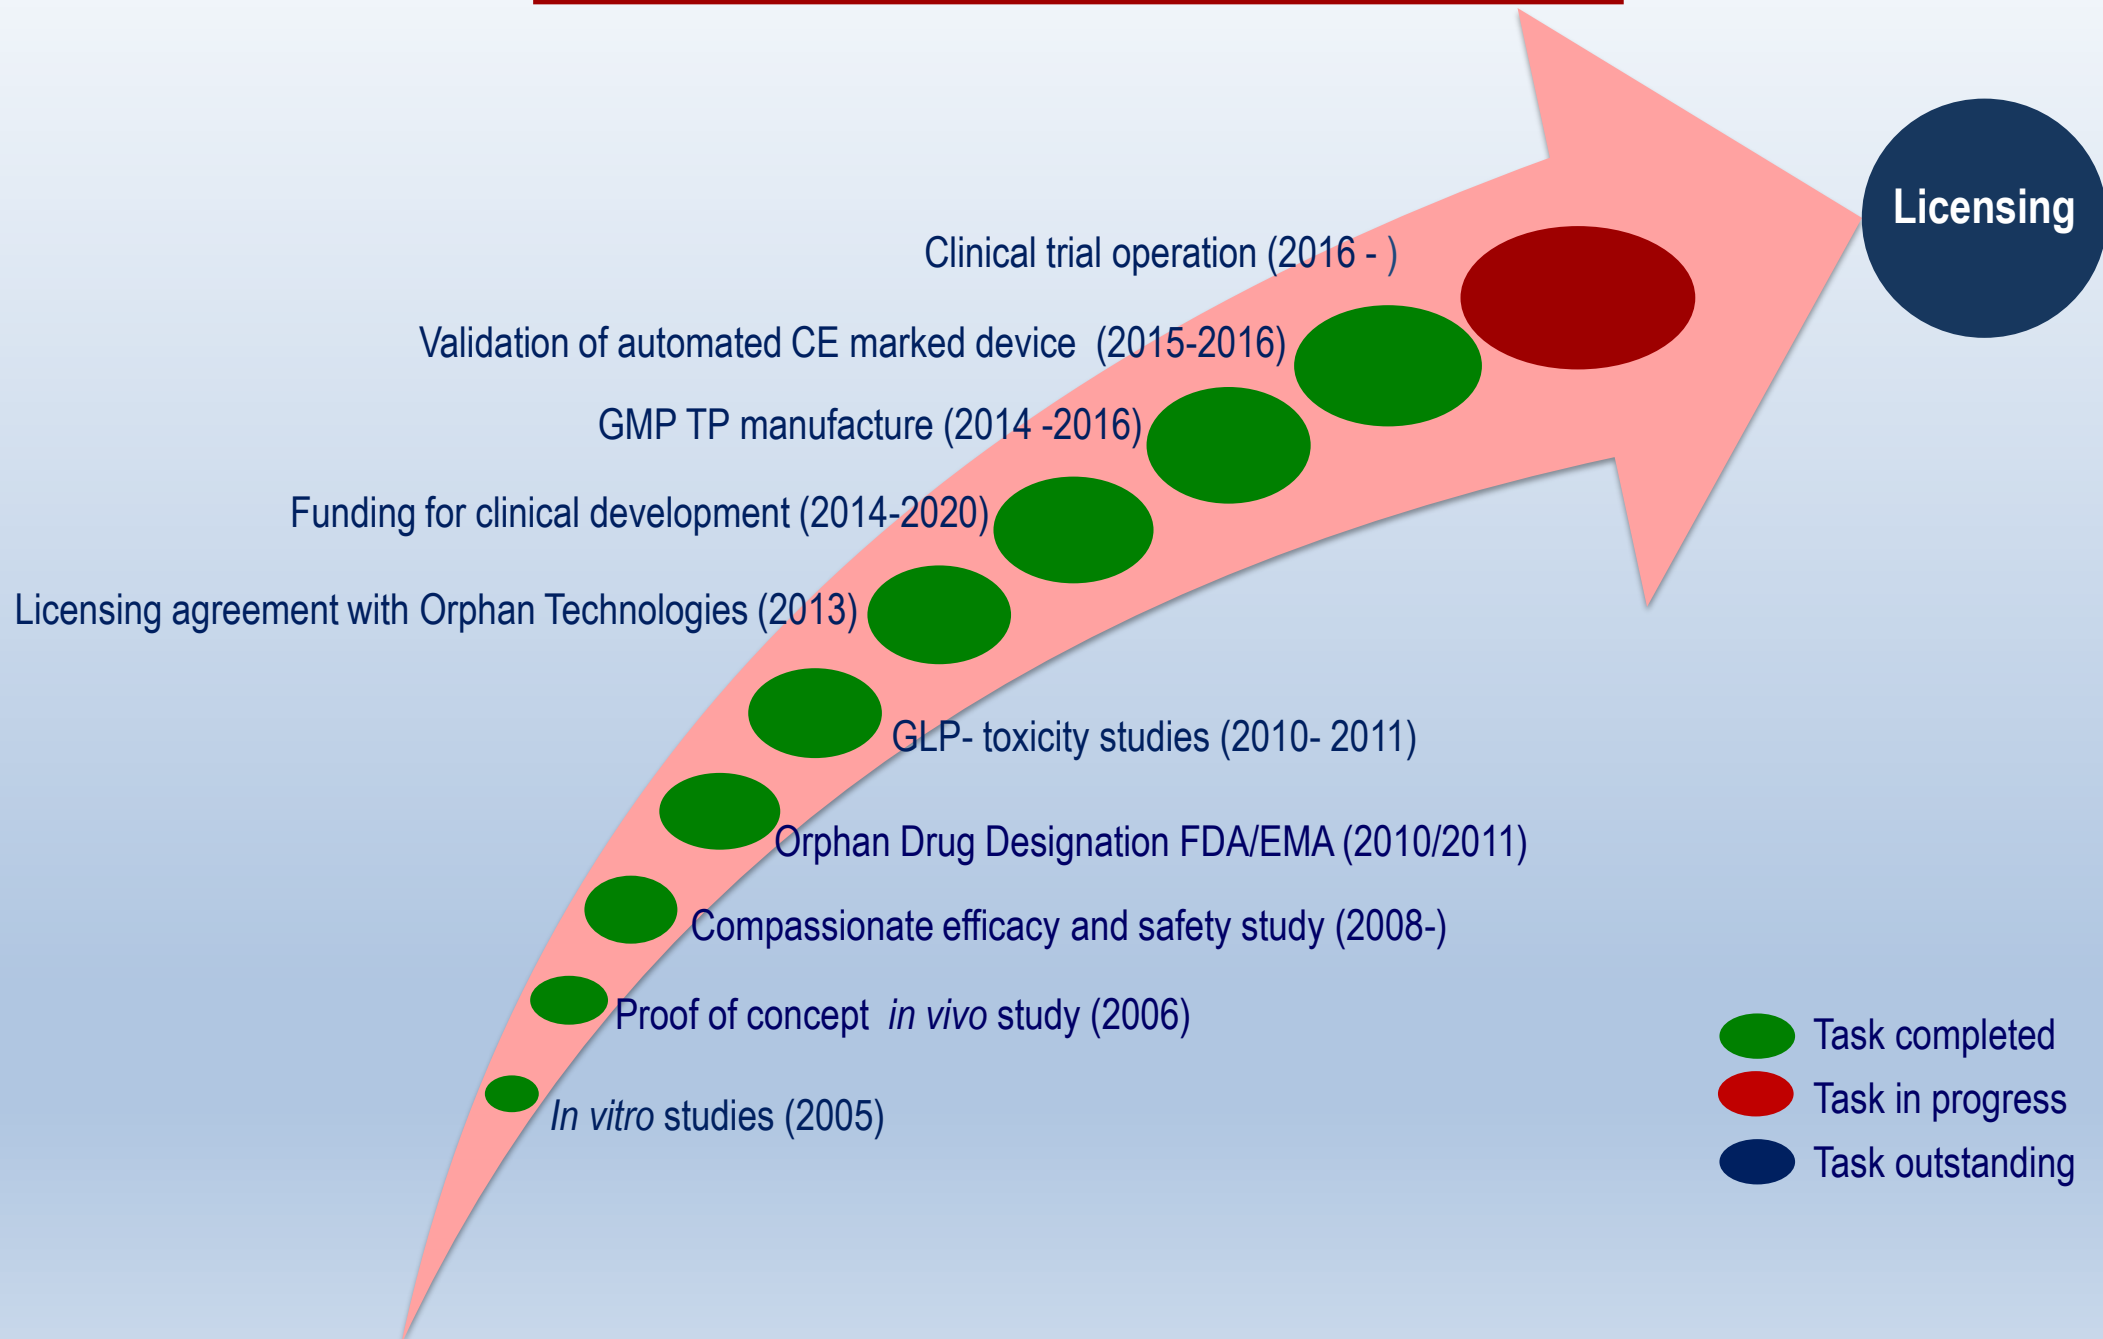 Licensing
Clinical trial operation (2016 - )
Validation of automated CE marked device  (2015-2016)
GMP TP manufacture (2014 -2016)
Funding for clinical development (2014-2020)
Licensing agreement with Orphan Technologies (2013)
GLP- toxicity studies (2010- 2011)
Orphan Drug Designation FDA/EMA (2010/2011)
Compassionate efficacy and safety study (2008-)
Proof of concept  in vivo study (2006)
In vitro studies (2005)
Task completed
Task in progress
Task outstanding